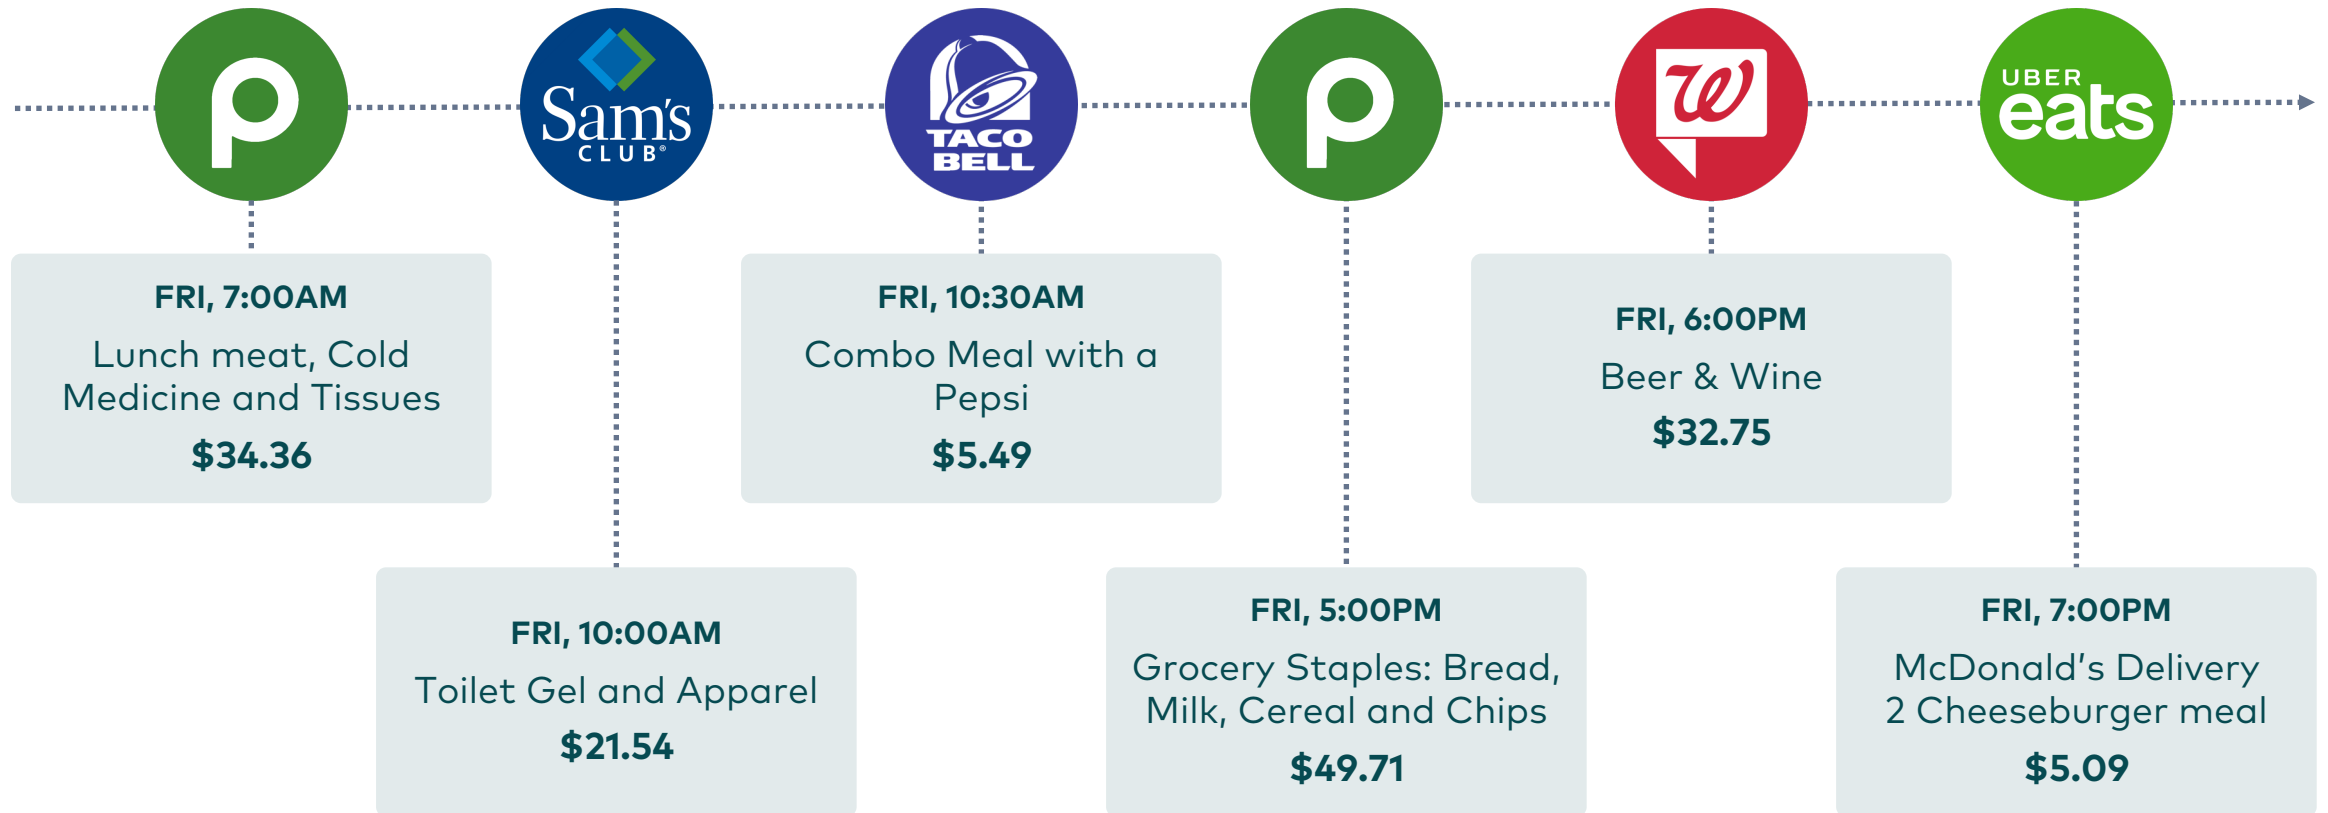 p
Sam's
CLUB®
TACO
BELL
p
W
UBER
eats
FRI, 7:00AM
Lunch meat, Cold
Medicine and Tissues
$34.36
FRI, 10:00AM
Toilet Gel and Apparel
$21.54
FRI, 10:30AM
Combo Meal with a
Pepsi
$5.49
FRI, 5:00PM
Grocery Staples: Bread,
Milk, Cereal and Chips
$49.71
FRI, 6:00PM
Beer & Wine
$32.75
FRI, 7:00PM
McDonald’s Delivery
2 Cheeseburger meal
$5.09